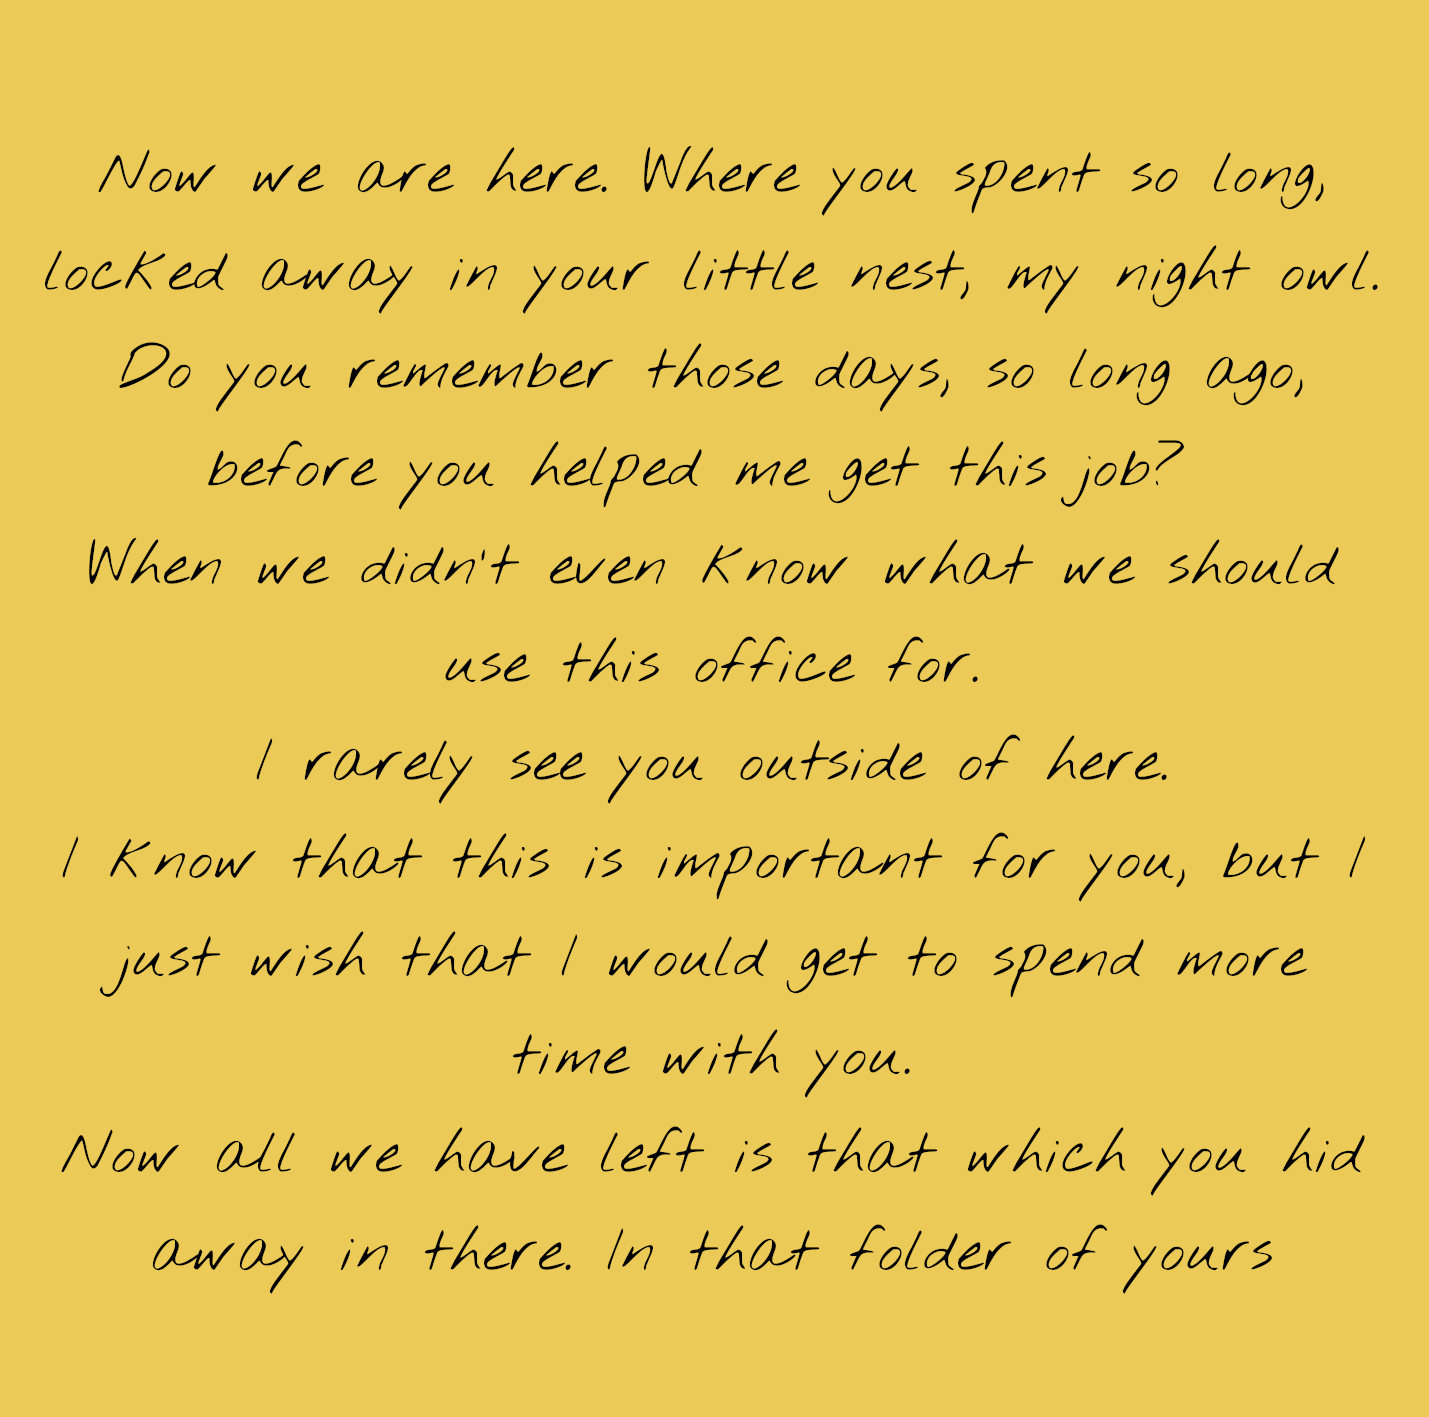 Now we are here. Where you spent so long,
locked away in your little nest, my night owl.
Do you remember those days, so long ago,
before you helped me get this job?
When we didn't even know what we should
use this office for.
I rarely see you outside of here.
I know that this is important for you, but I
just wish that I would get to spend more
time with you.
Now all we have left is that which you hid
away in there. In that folder of yours